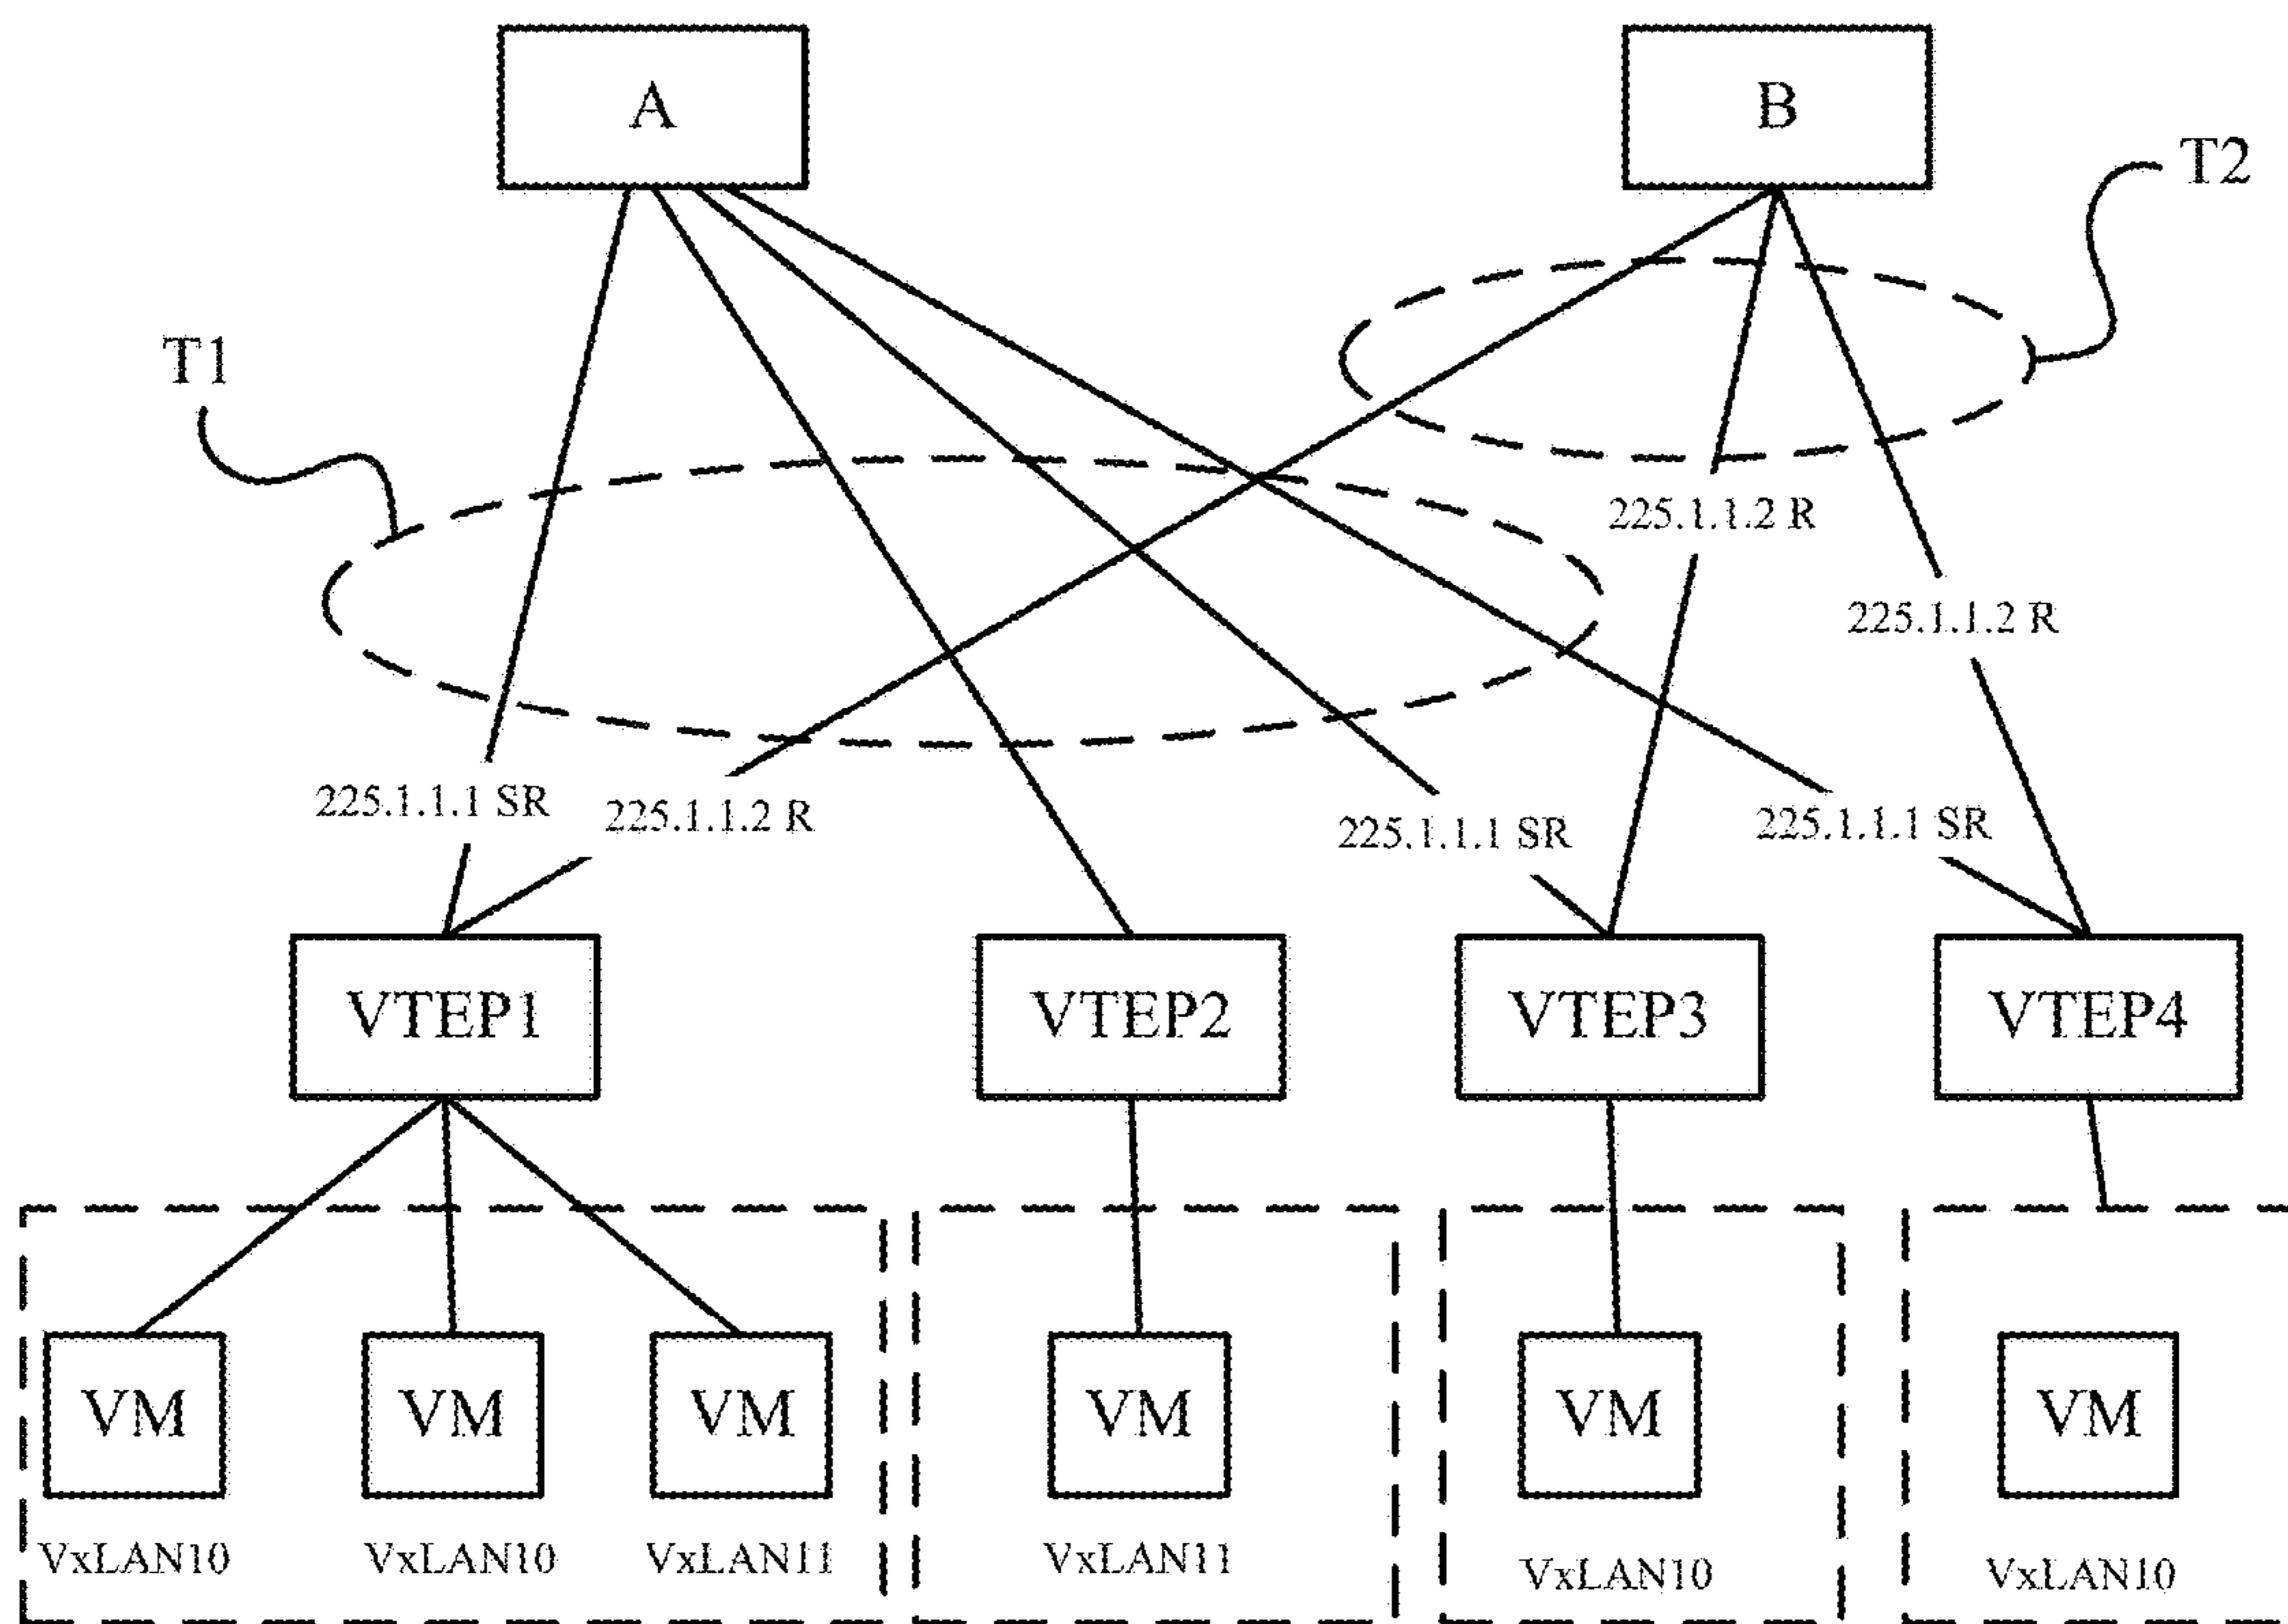 A
B
T2
T1
225.1.1.2 R
225.1.1.2 R
225.1.1.1 SR
225.1.1.2 R
225.1.1.1 SR
225.1.1.1 SR
VTEP1
VTEP2
VTEP3
VTEP4
VM
VM
VM
VM
VM
VM
VxLAN10
VxLAN10
VxLAN11
VxLAN11
VxLAN10
VxLAN10